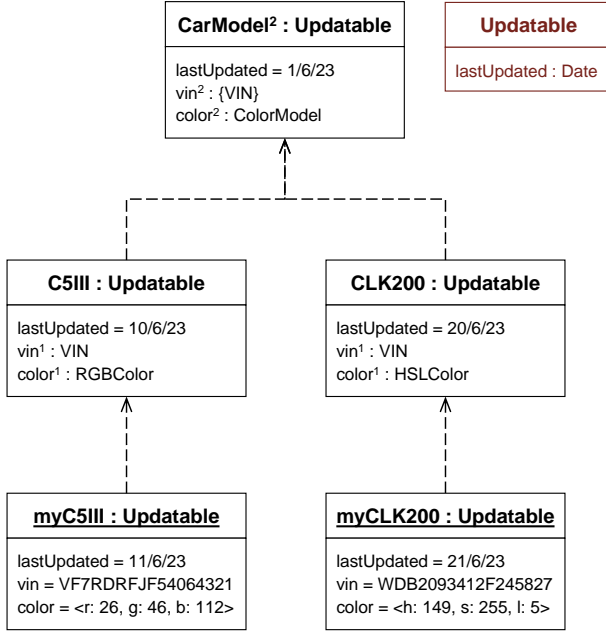 CarModel² : Updatable
lastUpdated = 1/6/23
vin² : {VIN}
color² : ColorModel
Updatable
lastUpdated : Date
C5III : Updatable
lastUpdated = 10/6/23
vin¹ : VIN
color¹ : RGBColor
CLK200 : Updatable
lastUpdated = 20/6/23
vin¹ : VIN
color¹ : HSLColor
myC5III : Updatable
lastUpdated = 11/6/23
vin = VF7RDRFJF54064321
color = <r: 26, g: 46, b: 112>
myCLK200 : Updatable
lastUpdated = 21/6/23
vin = WDB2093412F245827
color = <h: 149, s: 255, l: 5>